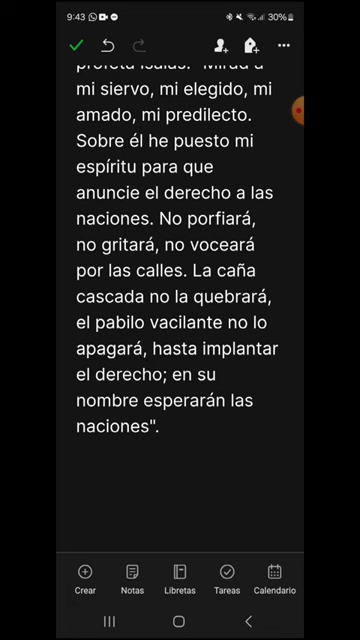 9:43
30%
profeta Isaías: "Mirad a
mi siervo, mi elegido, mi
amado, mi predilecto.
Sobre él he puesto mi
espíritu para que
anuncie el derecho a las
naciones. No porfiará,
no gritará, no voceará
por las calles. La caña
cascada no la quebrará,
el pabilo vacilante no lo
apagará, hasta implantar
el derecho; en su
nombre esperarán las
naciones".
Crear
Notas
Libretas
Tareas
Calendario